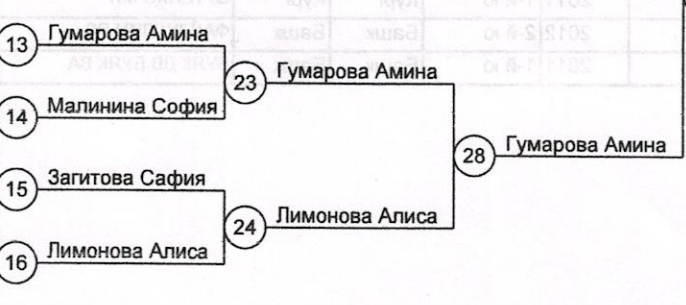 13 Гумарова Амина
14 Малинина София
23 Гумарова Амина
15 Загитова Сафия
16 Лимонова Алиса
24 Лимонова Алиса
28 Гумарова Амина